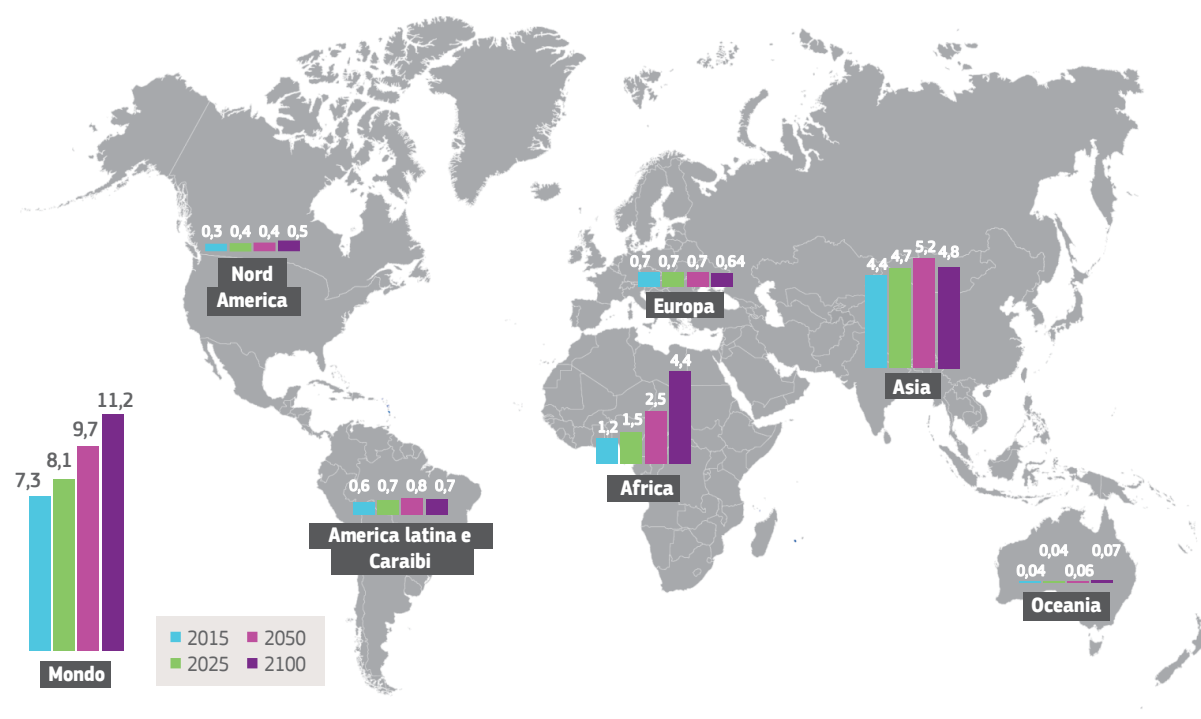 0,3 0,4 0,4 0,5
Nord
America
0,7 0,7 0,7 0,64
Europa
4,4 4,7 5,2 4,8
Asia
1,2 1,5 2,5 4,4
Africa
7,3 8,1 9,7 11,2
Mondo
0,6 0,7 0,8 0,7
America latina e
Caraibi
0,04 0,04 0,06 0,07
Oceania
2015 2050
2025 2100